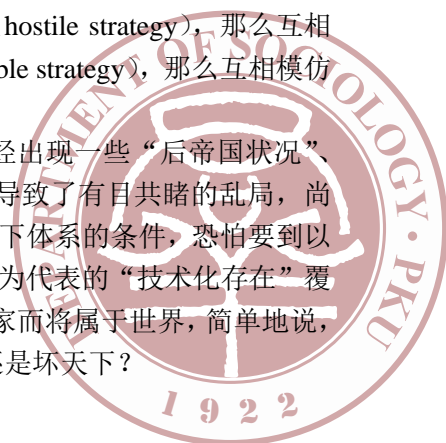 hostile strategy)，那么互相
ble strategy)，那么互相模仿
经出现一些“后帝国状况”、
导致了有目共睹的乱局，尚
下体系的条件，恐怕要到以
为代表的“技术化存在”覆
家而将属于世界，简单地说，
是坏天下？
DEPARTMENT OF SOCIOLOGY · PKU
1922